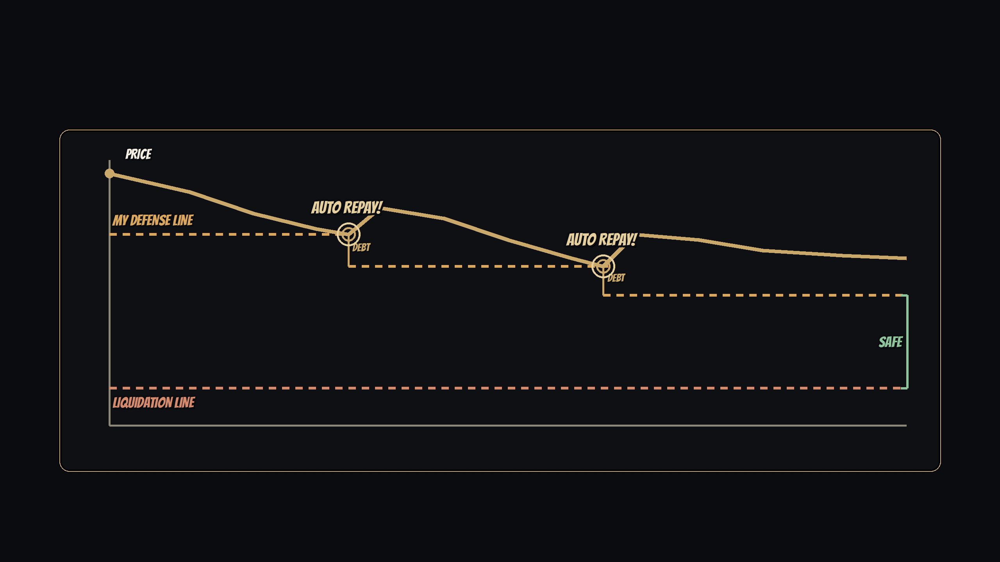 PRICE
AUTO REPAY!
MY DEFENSE LINE
AUTO REPAY!
DEBT
DEBT
SAFE
LIQUIDATION LINE